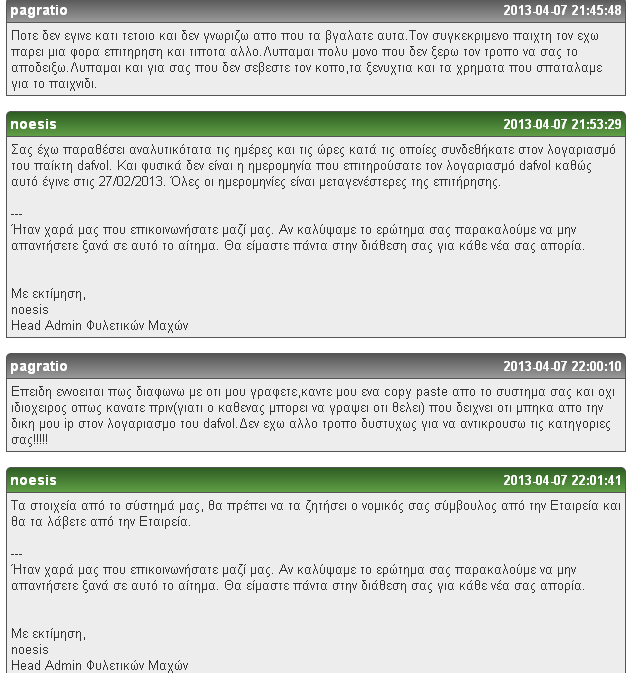 pagratio 2013-04-07 21:45:48
Ποτε δεν εγινε κατι τετοιο και δεν γνωριζω απο που τα βγαλατε αυτα.Τον συγκεκριμενο παιχτη τον εχω
παρει μια φορα επιτηρηση και τιποτα αλλο.Λυπαμαι πολυ μονο που δεν ξερω τον τροπο να σας το
αποδειξω.Λυπαμαι και για σας που δεν σεβεστε τον κοπο,τα ξενυχτια και τα χρηματα που σπαταλαμε
για το παιχνιδι.
noesis 2013-04-07 21:53:29
Σας έχω παραθέσει αναλυτικότατα τις ημέρες και τις ώρες κατά τις οποίες συνδεθήκατε στον λογαριασμό
του παίκτη dafvol. Και φυσικά δεν είναι η ημερομηνία που επιτηρούσατε τον λογαριασμό dafvol καθώς
αυτό έγινε στις 27/02/2013. Όλες οι ημερομηνίες είναι μεταγενέστερες της επιτήρησης.
---
Ήταν χαρά μας που επικοινωνήσατε μαζί μας. Αν καλύψαμε το ερώτημα σας παρακαλούμε να μην
απαντήσετε ξανά σε αυτό το αίτημα. Θα είμαστε πάντα στην διάθεση σας για κάθε νέα σας απορία.
Με εκτίμηση,
noesis
Head Admin Φυλετικών Μαχών
pagratio 2013-04-07 22:00:10
Επειδη εννοειται πως διαφωνω με οτι μου γραφετε,καντε μου ενα copy paste απο το συστημα σας και οχι
ιδιοχειρος οπως κανατε πριν(γιατι ο καθενας μπορει να γραψει οτι θελει) που δειχνει οτι μπηκα απο την
δικη μου ip στον λογαριασμο του dafvol.Δεν εχω αλλο τροπο δυστυχως για να αντικρουσω τις κατηγοριες
σας!!!!!
noesis 2013-04-07 22:01:41
Τα στοιχεία από το σύστημά μας, θα πρέπει να τα ζητήσει ο νομικός σας σύμβουλος από την Εταιρεία και
θα τα λάβετε από την Εταιρεία.
---
Ήταν χαρά μας που επικοινωνήσατε μαζί μας. Αν καλύψαμε το ερώτημα σας παρακαλούμε να μην
απαντήσετε ξανά σε αυτό το αίτημα. Θα είμαστε πάντα στην διάθεση σας για κάθε νέα σας απορία.
Με εκτίμηση,
noesis
Head Admin Φυλετικών Μαχών